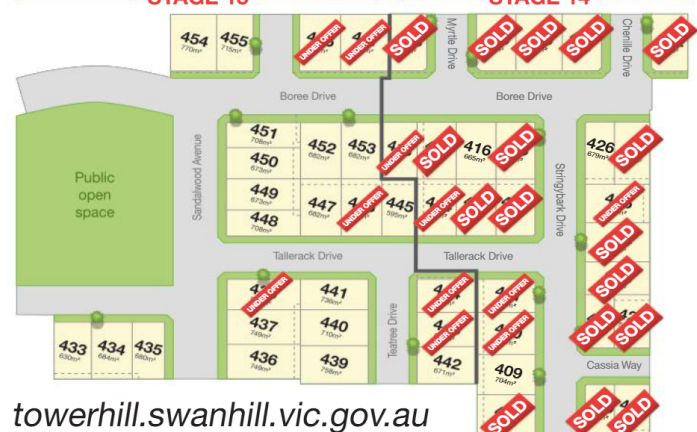 454
770m²
455
715m²
UNDER OFFER
UNDER OFFER
SOLD
Myrtle Drive
SOLD
SOLD
SOLD
Chenille Drive
SOLD
Boree Drive
Boree Drive
Public
open
space
Sandalwood Avenue
451
708m²
450
673m²
449
673m²
448
708m²
452
682m²
453
682m²
UNDER OFFER
SOLD
416
665m²
SOLD
447
682m²
UNDER OFFER
445
595m²
UNDER OFFER
SOLD
SOLD
Stringybark Drive
426
679m²
SOLD
UNDER OFFER
SOLD
SOLD
SOLD
SOLD
Tallerack Drive
Tallerack Drive
UNDER OFFER
441
736m²
437
749m²
440
710m²
436
749m²
439
758m²
Teatree Drive
UNDER OFFER
UNDER OFFER
442
671m²
UNDER OFFER
UNDER OFFER
409
704m²
SOLD
Cassia Way
SOLD
SOLD
433
630m²
434
684m²
435
680m²
towerhill.swanhill.vic.gov.au